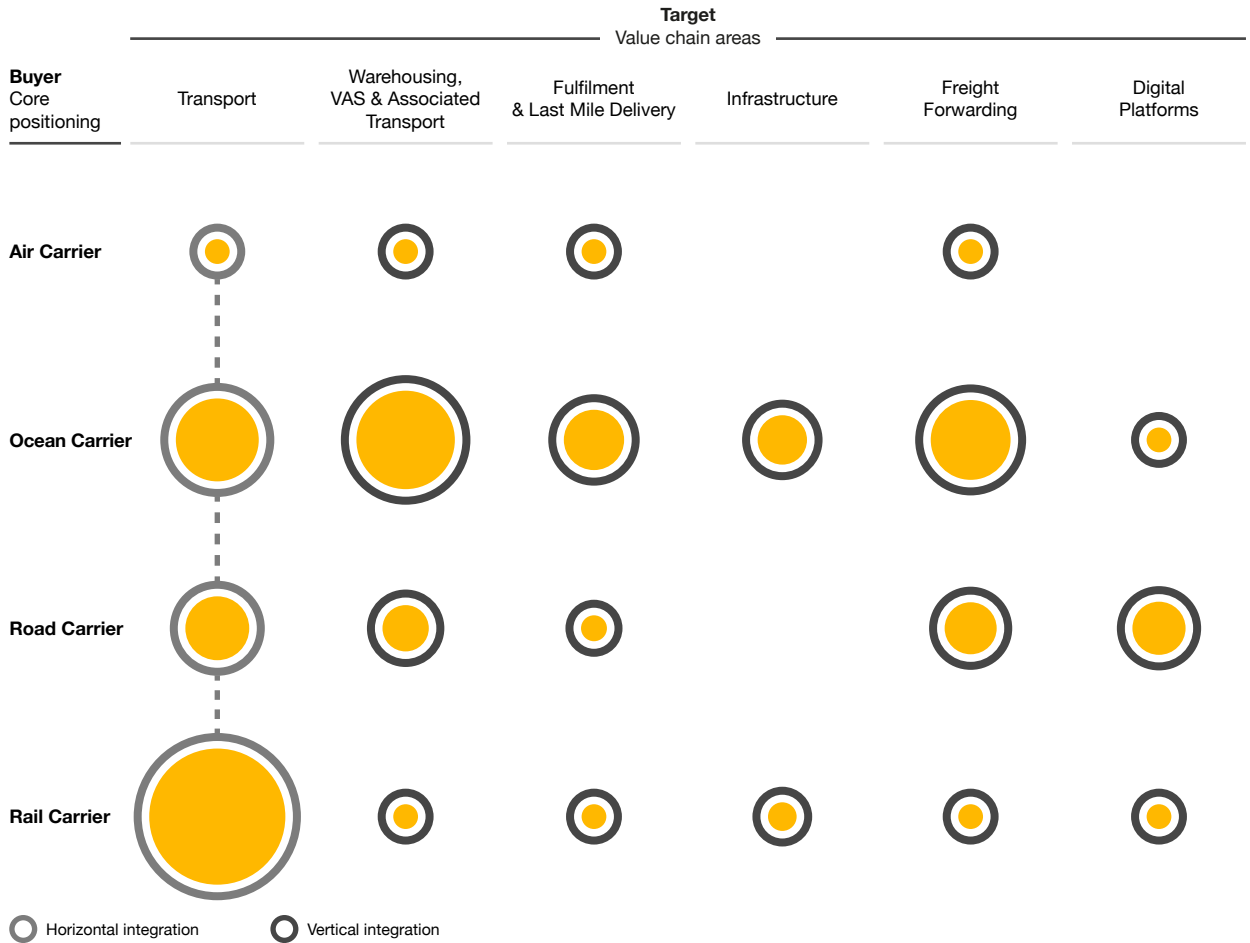 Target
Value chain areas
Buyer
Core
positioning
Transport
Warehousing,
VAS & Associated
Transport
Fulfilment
& Last Mile Delivery
Infrastructure
Freight
Forwarding
Digital
Platforms
Air Carrier
Ocean Carrier
Road Carrier
Rail Carrier
Horizontal integration
Vertical integration